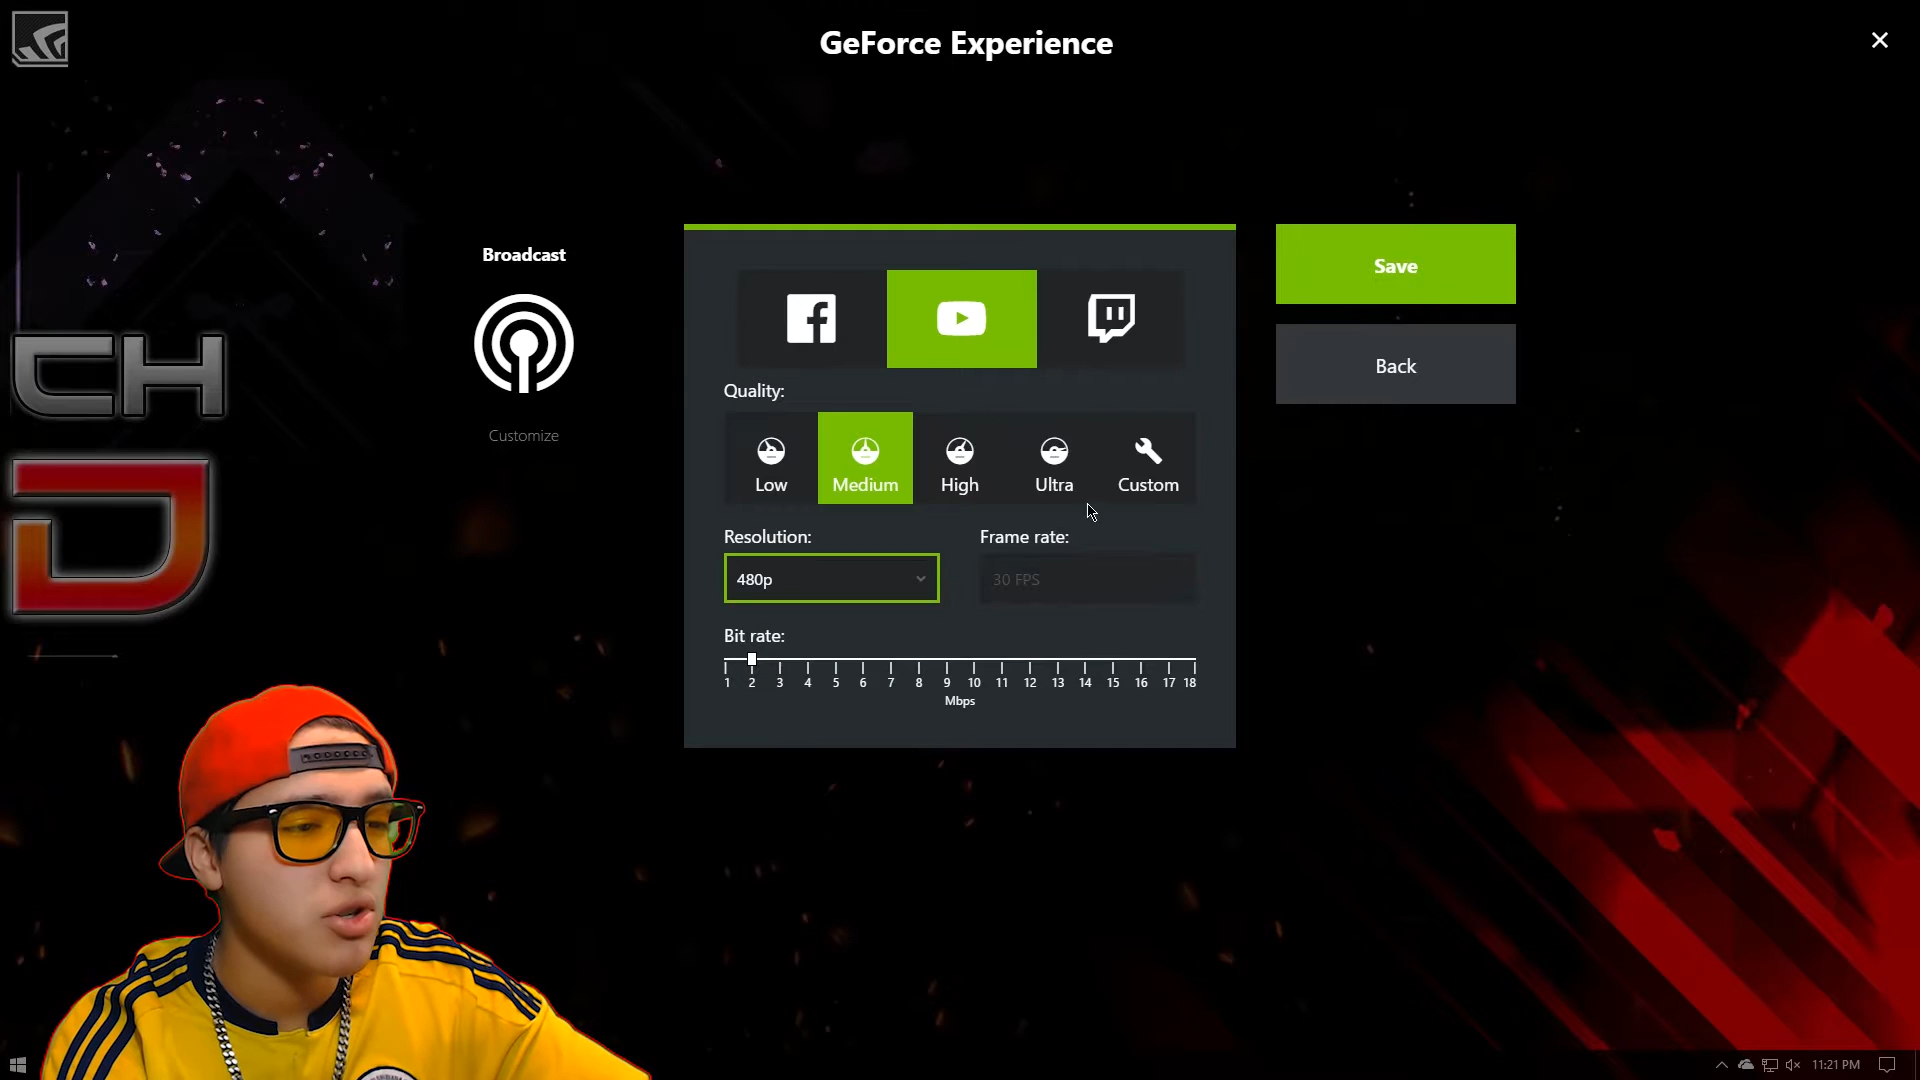 GeForce Experience
Broadcast
Customize
Quality:
Low
Medium
High
Ultra
Custom
Resolution:
Frame rate:
480p
30 FPS
Bit rate:
1 2 3 4 5 6 7 8 9 10 11 12 13 14 15 16 17 18
Mbps
Save
Back
CH
D
11:21 PM